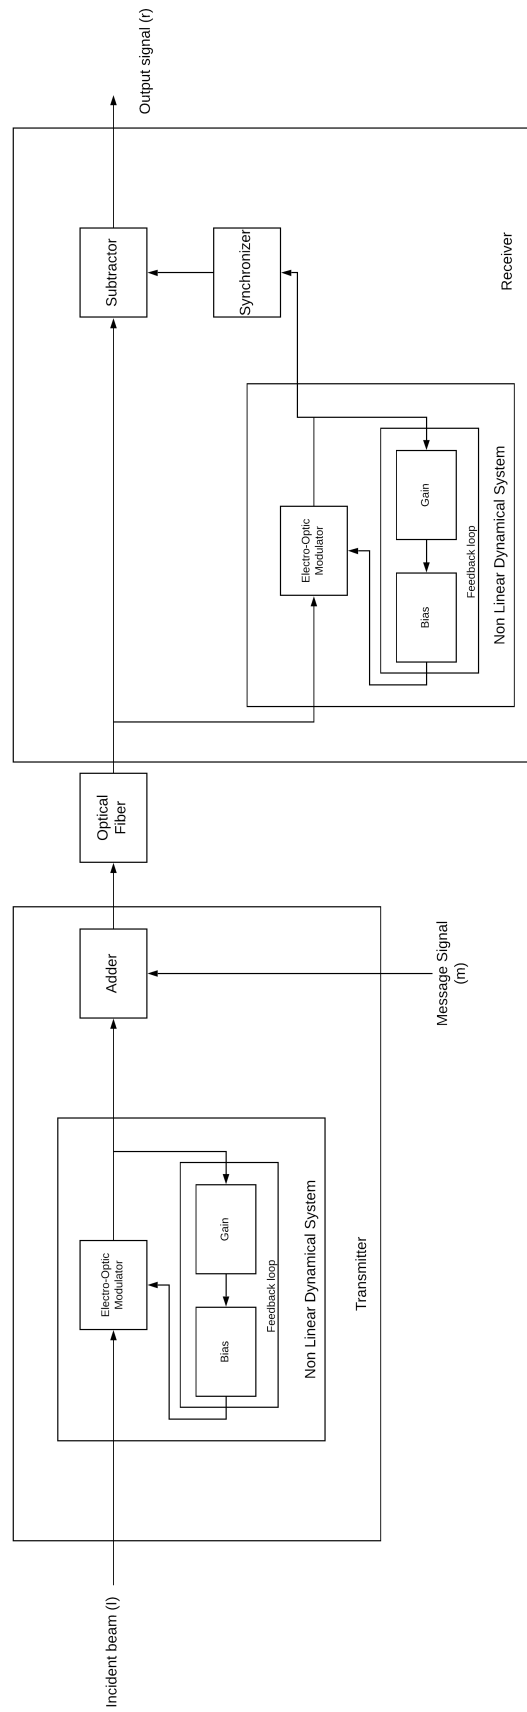 Incident beam (I)
Electro-Optic
Modulator
Bias
Gain
Feedback loop
Non Linear Dynamical System
Transmitter
Adder
Message Signal
(m)
Optical
Fiber
Electro-Optic
Modulator
Bias
Gain
Feedback loop
Non Linear Dynamical System
Synchronizer
Subtractor
Receiver
Output signal (r)